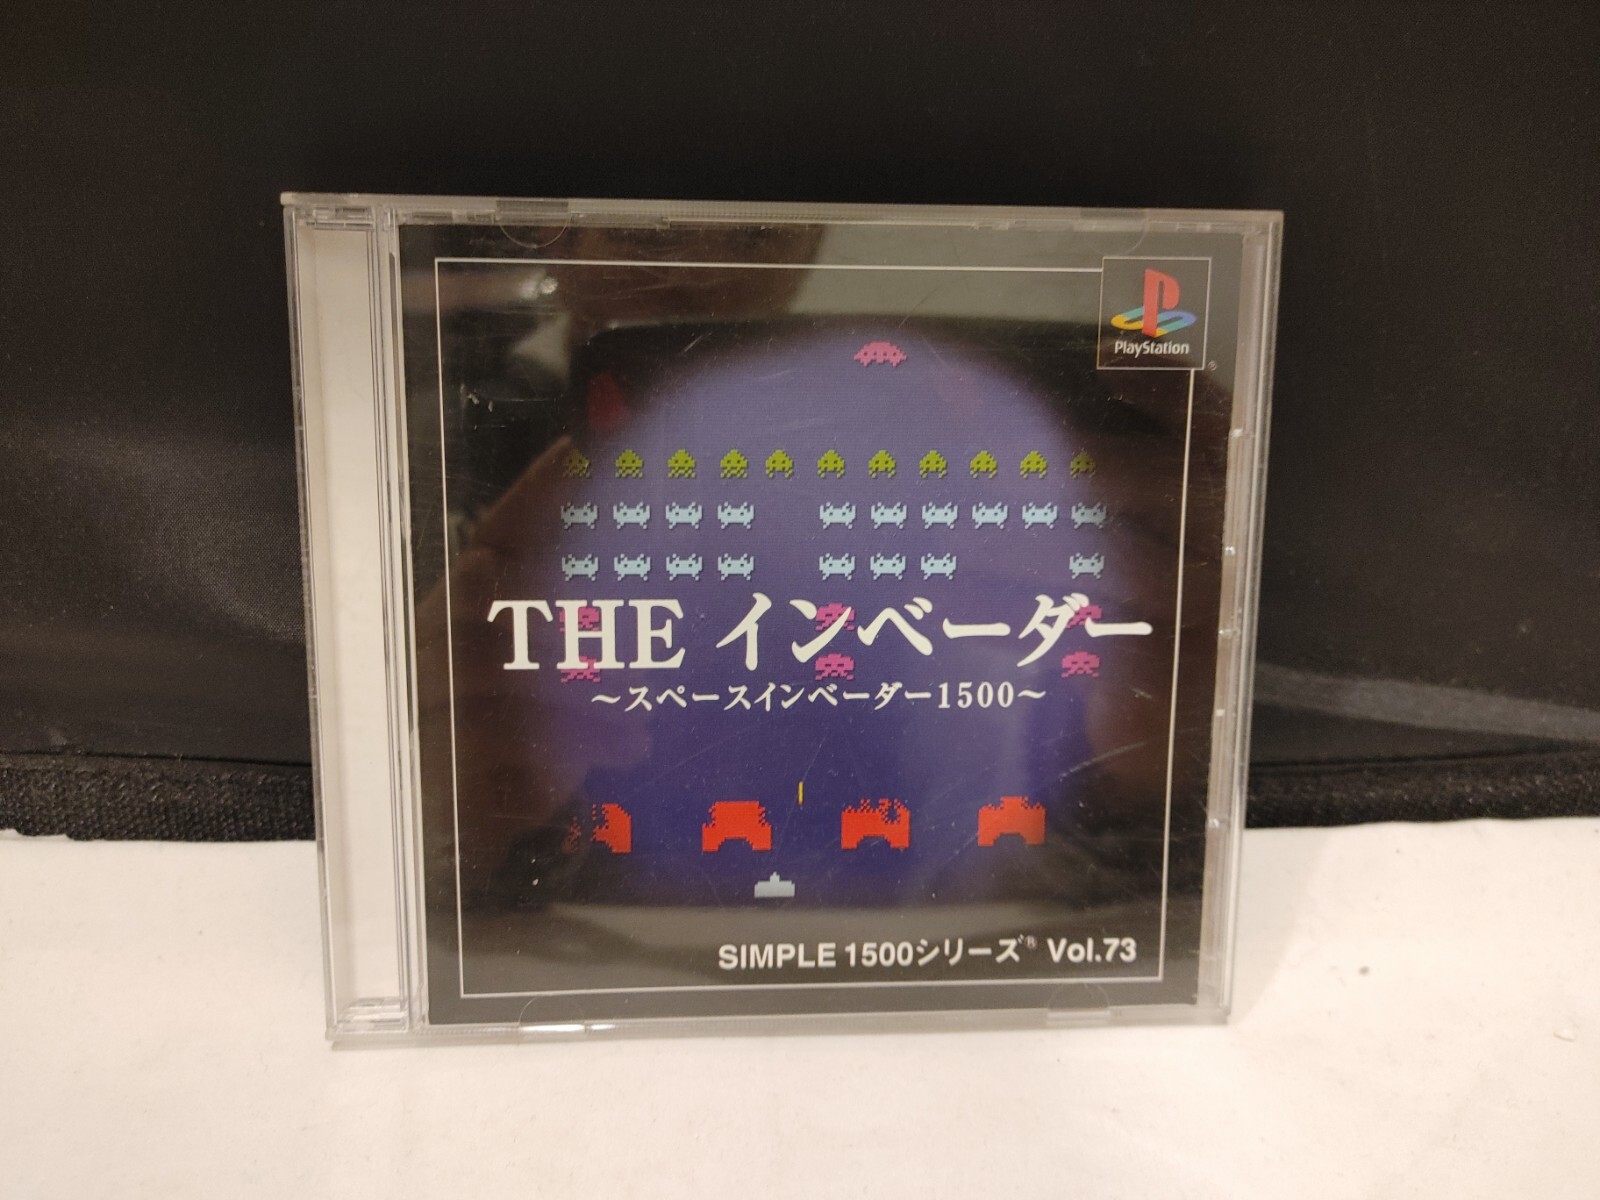 PlayStation
®
THE インベーダー
～スペースインベーダー1500～
SIMPLE 1500シリーズ® Vol.73